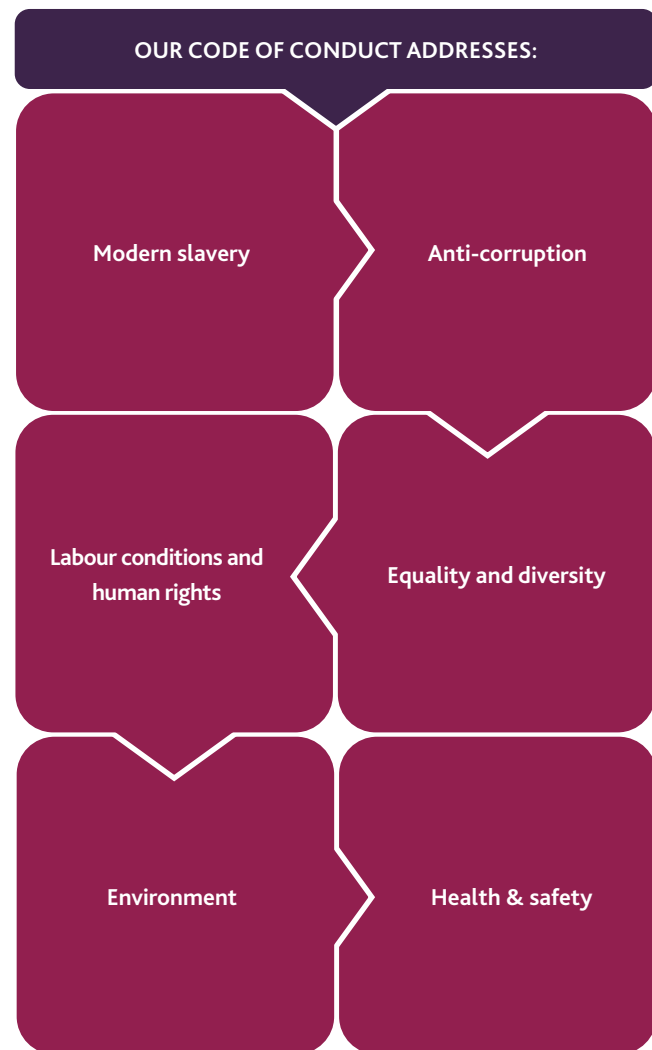 OUR CODE OF CONDUCT ADDRESSES:
Modern slavery
Anti-corruption
Equality and diversity
Labour conditions and
human rights
Environment
Health & safety